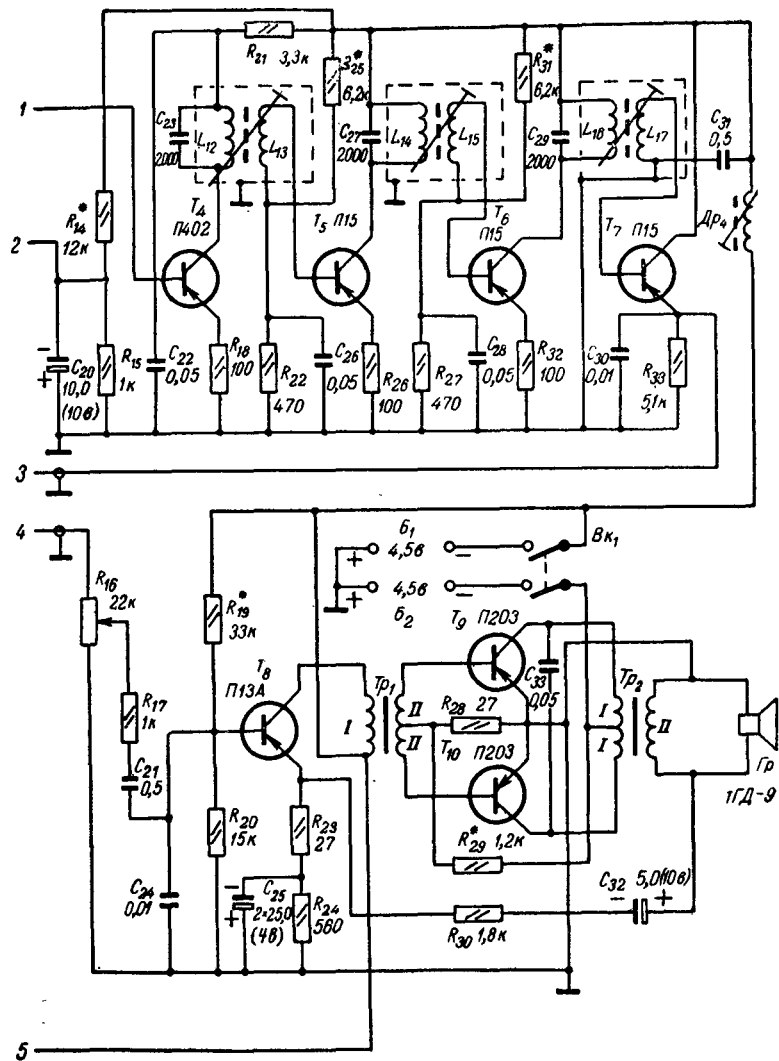 R21 3,3к
R25* 6,2к
R31* 6,2к
1
C23 2000
L12
L13
C27 2000
L14
L15
C29 2000
L16
L17
C31 0,5
R14* 12к
T4 П402
T5 П15
T6 П15
T7 П15
Др4
2
- +
C20 10,0 (10в)
R15 1к
C22 0,05
R18 100
R22 470
C26 0,05
R26 100
R27 470
C28 0,05
R32 100
C30 0,01
R33 5,1к
3
4
Б1 4,5в
+ -
Вк1
4,5в
+ -
Б2
R16 22к
R19* 33к
T9 П203
T8 П13А
Тр1
C33 0,05
Тр2
R17 1к
I
II
II
R28 27
I
I
II
T10 П203
Гр 1ГД-9
C21 0,5
R20 15к
R23 27
R29* 1,2к
C24 0,01
- +
C25 2×25,0 (4в)
R24 560
C32 5,0(10в)
- +
R30 1,8к
5